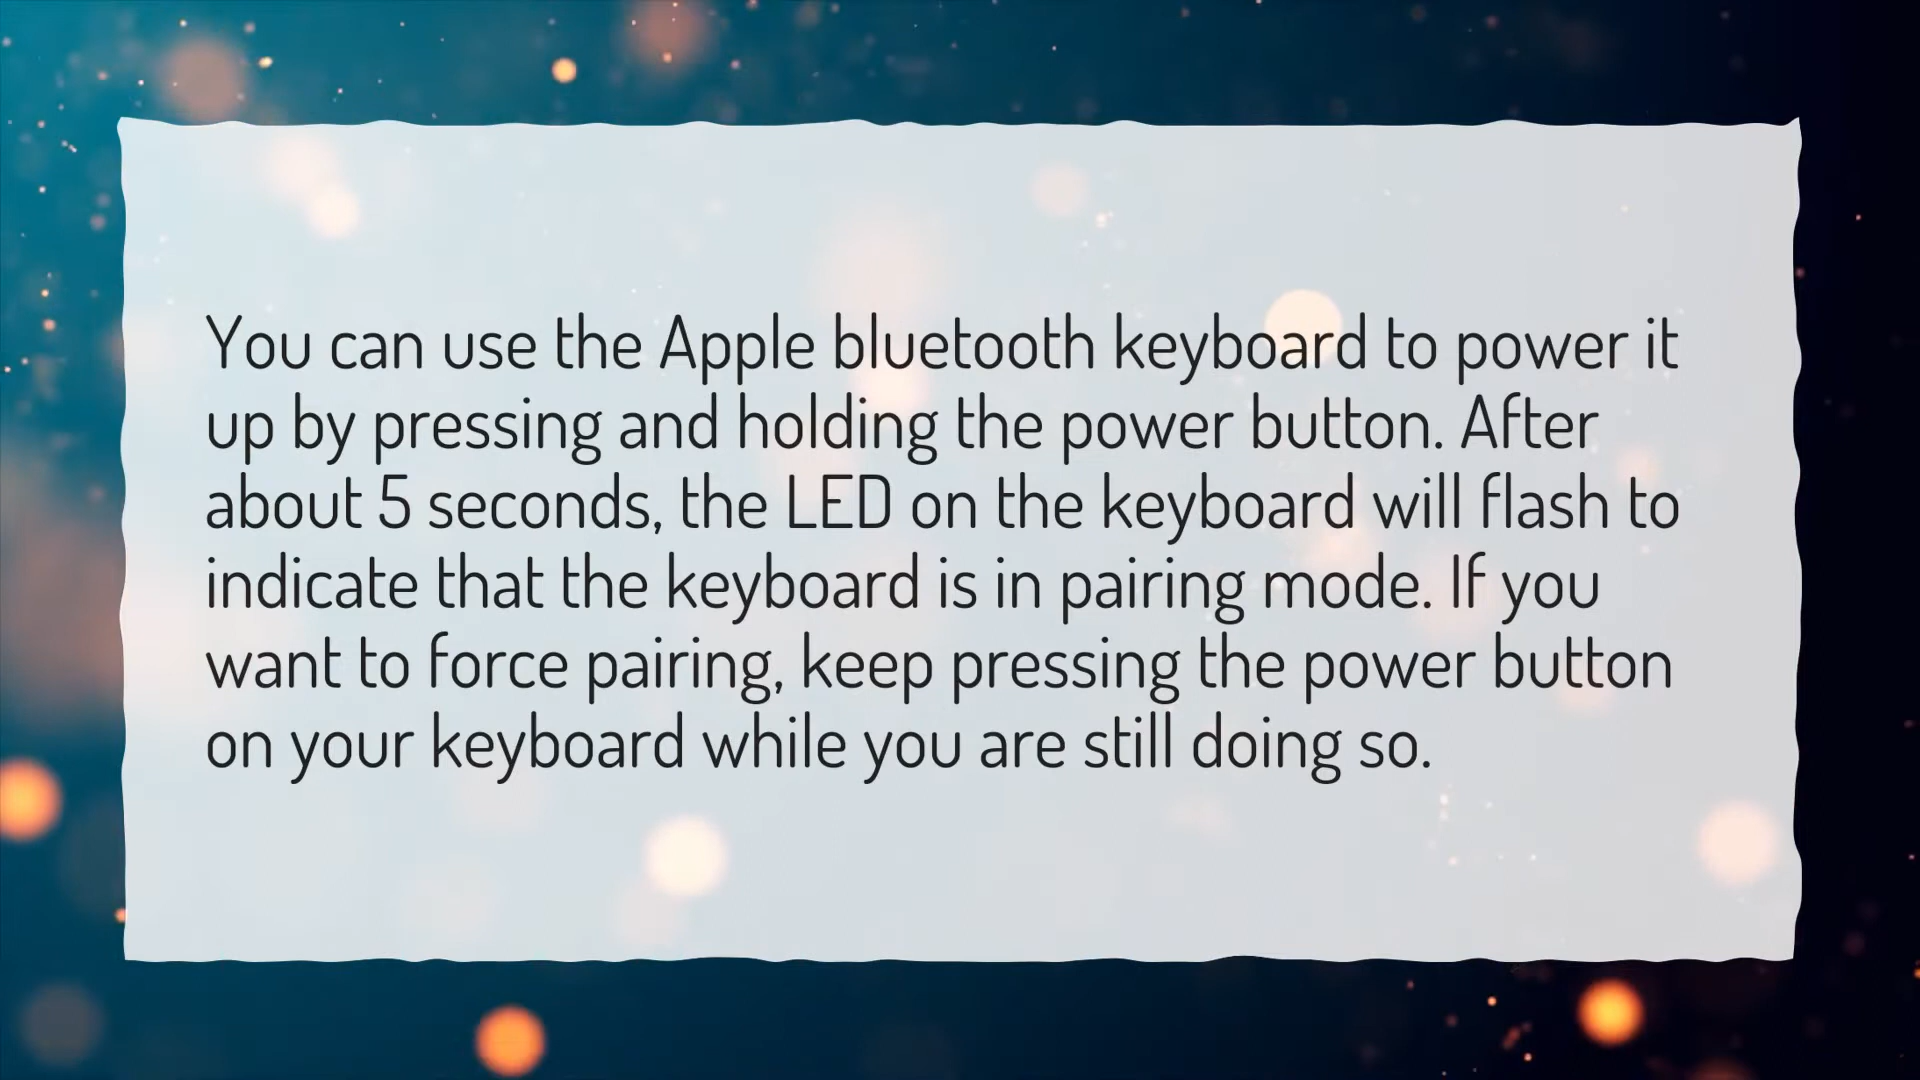 You can use the Apple bluetooth keyboard to power it
up by pressing and holding the power button. After
about 5 seconds, the LED on the keyboard will flash to
indicate that the keyboard is in pairing mode. If you
want to force pairing, keep pressing the power button
on your keyboard while you are still doing so.